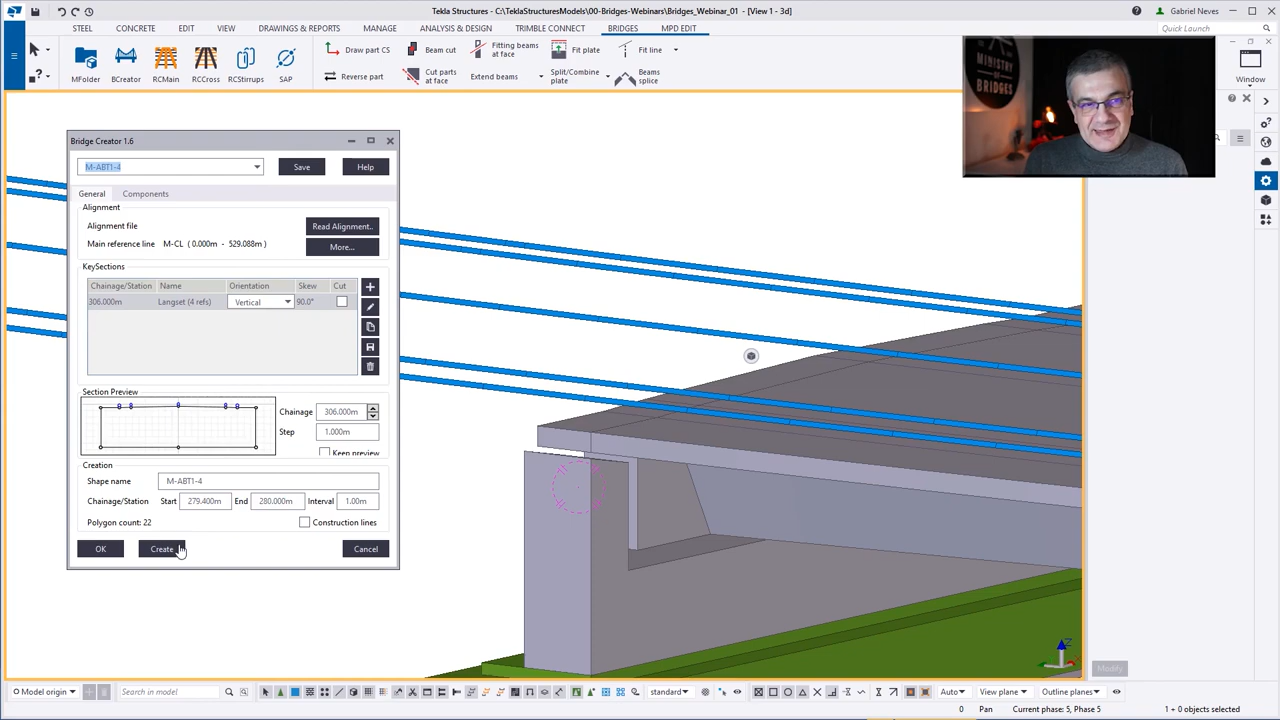 Tekla Structures - C:\TeklaStructuresModels\00-Bridges-Webinars\Bridges_Webinar_01 - [View 1 - 3d]
Gabriel Neves
STEEL CONCRETE EDIT VIEW DRAWINGS & REPORTS MANAGE ANALYSIS & DESIGN TRIMBLE CONNECT BRIDGES MPD EDIT
Quick Launch
MFolder BCreator RCMain RCCross RCStirrups SAP
Draw part CS Beam cut Fitting beams at face Fit plate Fit line
Reverse part Cut parts at face Extend beams Split/Combine plate Beams splice
Window
MINISTRY OF BRIDGES
Bridge Creator 1.6
M-ABT1-4 Save Help
General Components
Alignment
Alignment file Read Alignment..
Main reference line M-CL ( 0.000m - 529.088m ) More...
KeySections
Chainage/Station Name Orientation Skew Cut
306.000m Langset (4 refs) Vertical 90.0°
Section Preview
Chainage 306.000m
Step 1.000m
Keep preview
Creation
Shape name M-ABT1-4
Chainage/Station Start 279.400m End 280.000m Interval 1.00m
Polygon count: 22 Construction lines
OK Create Cancel
Z
Modify
Model origin Search in model standard Auto View plane Outline planes
0 Pan Current phase: 5, Phase 5 1 + 0 objects selected